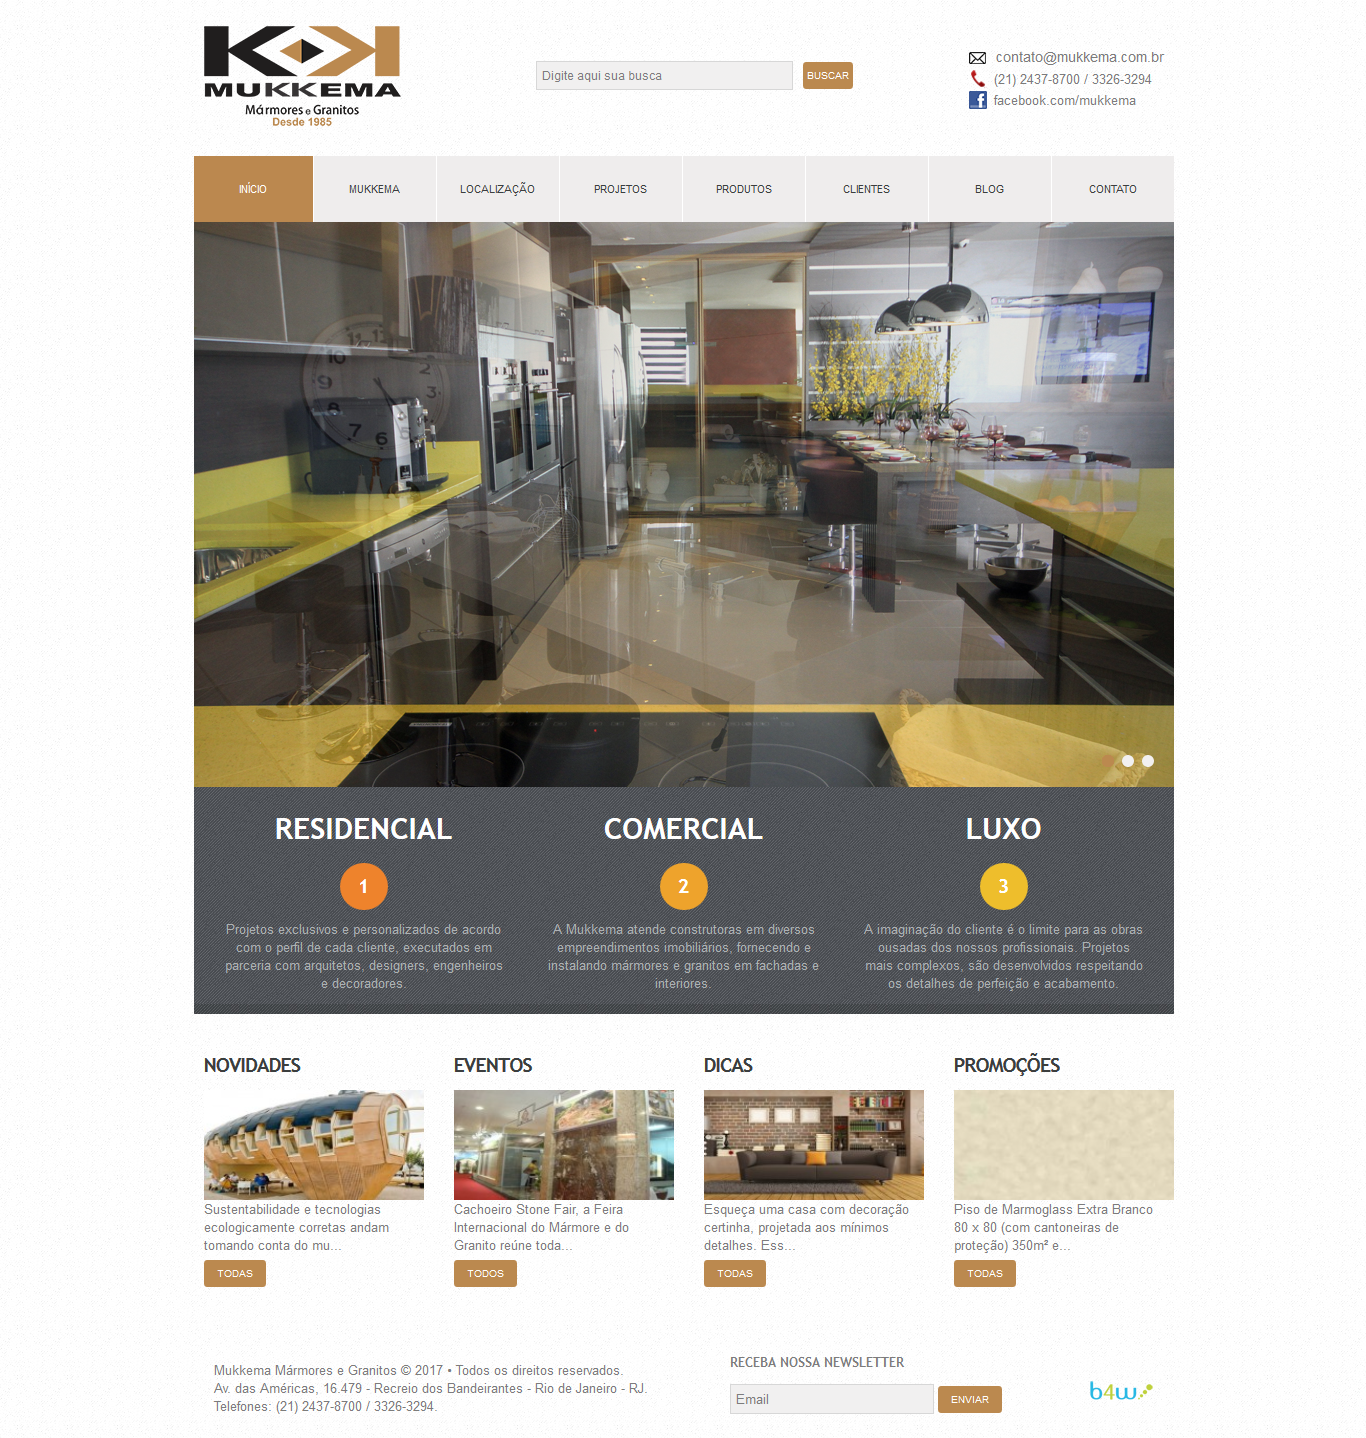 MUKKEMA
Mármores e Granitos
Desde 1985
Digite aqui sua busca
BUSCAR
contato@mukkema.com.br
(21) 2437-8700 / 3326-3294
facebook.com/mukkema
INÍCIO
MUKKEMA
LOCALIZAÇÃO
PROJETOS
PRODUTOS
CLIENTES
BLOG
CONTATO
RESIDENCIAL
1
Projetos exclusivos e personalizados de acordo
com o perfil de cada cliente, executados em
parceria com arquitetos, designers, engenheiros
e decoradores.
COMERCIAL
2
A Mukkema atende construtoras em diversos
empreendimentos imobiliários, fornecendo e
instalando mármores e granitos em fachadas e
interiores.
LUXO
3
A imaginação do cliente é o limite para as obras
ousadas dos nossos profissionais. Projetos
mais complexos, são desenvolvidos respeitando
os detalhes de perfeição e acabamento.
NOVIDADES
Sustentabilidade e tecnologias
ecologicamente corretas andam
tomando conta do mu...
TODAS
EVENTOS
Cachoeiro Stone Fair, a Feira
Internacional do Mármore e do
Granito reúne toda...
TODOS
DICAS
Esqueça uma casa com decoração
certinha, projetada aos mínimos
detalhes. Ess...
TODAS
PROMOÇÕES
Piso de Marmoglass Extra Branco
80 x 80 (com cantoneiras de
proteção) 350m² e...
TODAS
Mukkema Mármores e Granitos © 2017 • Todos os direitos reservados.
Av. das Américas, 16.479 - Recreio dos Bandeirantes - Rio de Janeiro - RJ.
Telefones: (21) 2437-8700 / 3326-3294.
RECEBA NOSSA NEWSLETTER
Email
ENVIAR
b4w